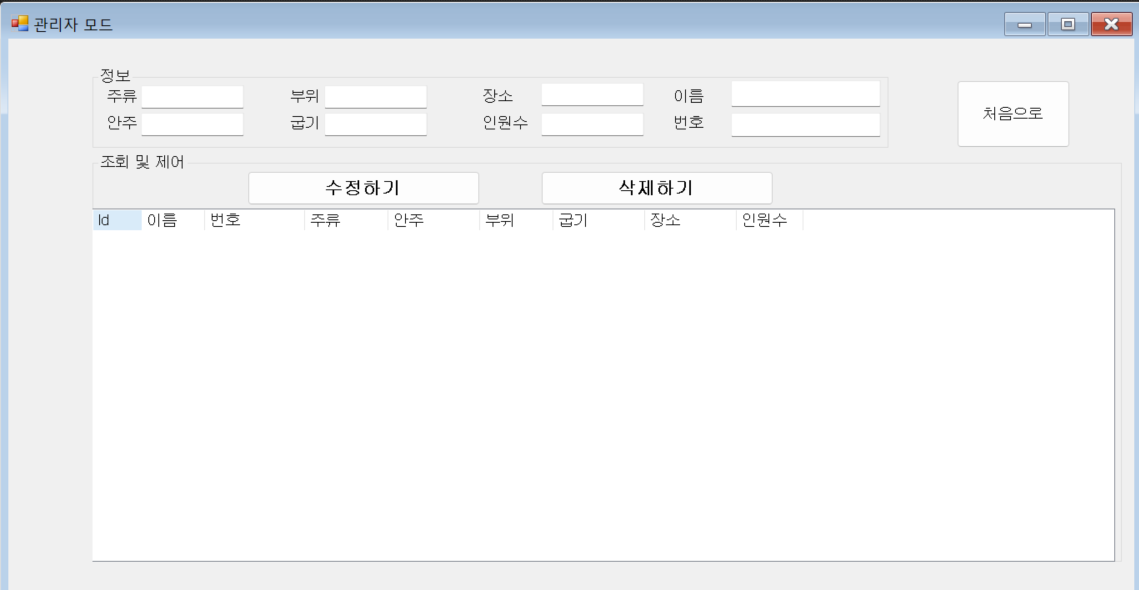 관리자 모드
정보
주류 부위 장소 이름
안주 굽기 인원수 번호
처음으로
조회 및 제어
수정하기 삭제하기
Id 이름 번호 주류 안주 부위 굽기 장소 인원수